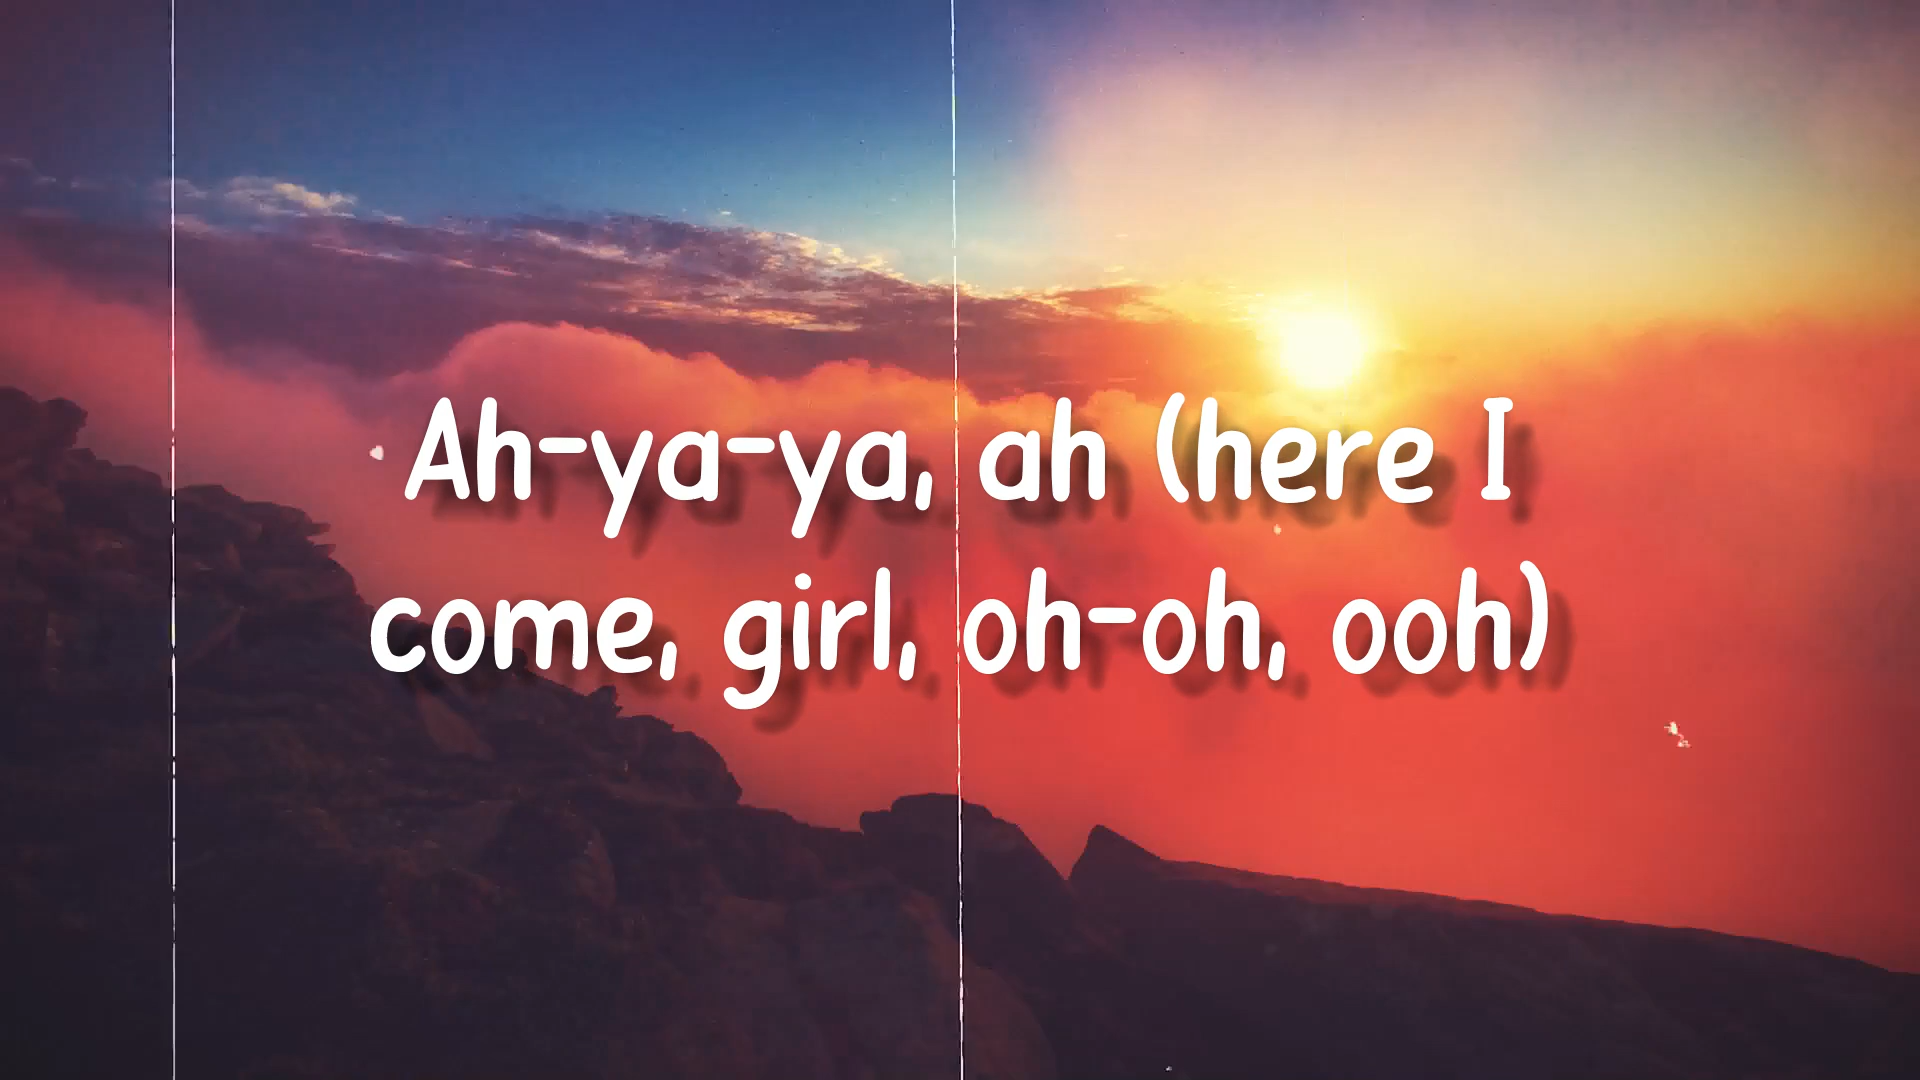 Ah-ya-ya, ah (here I
come, girl, oh-oh, ooh)